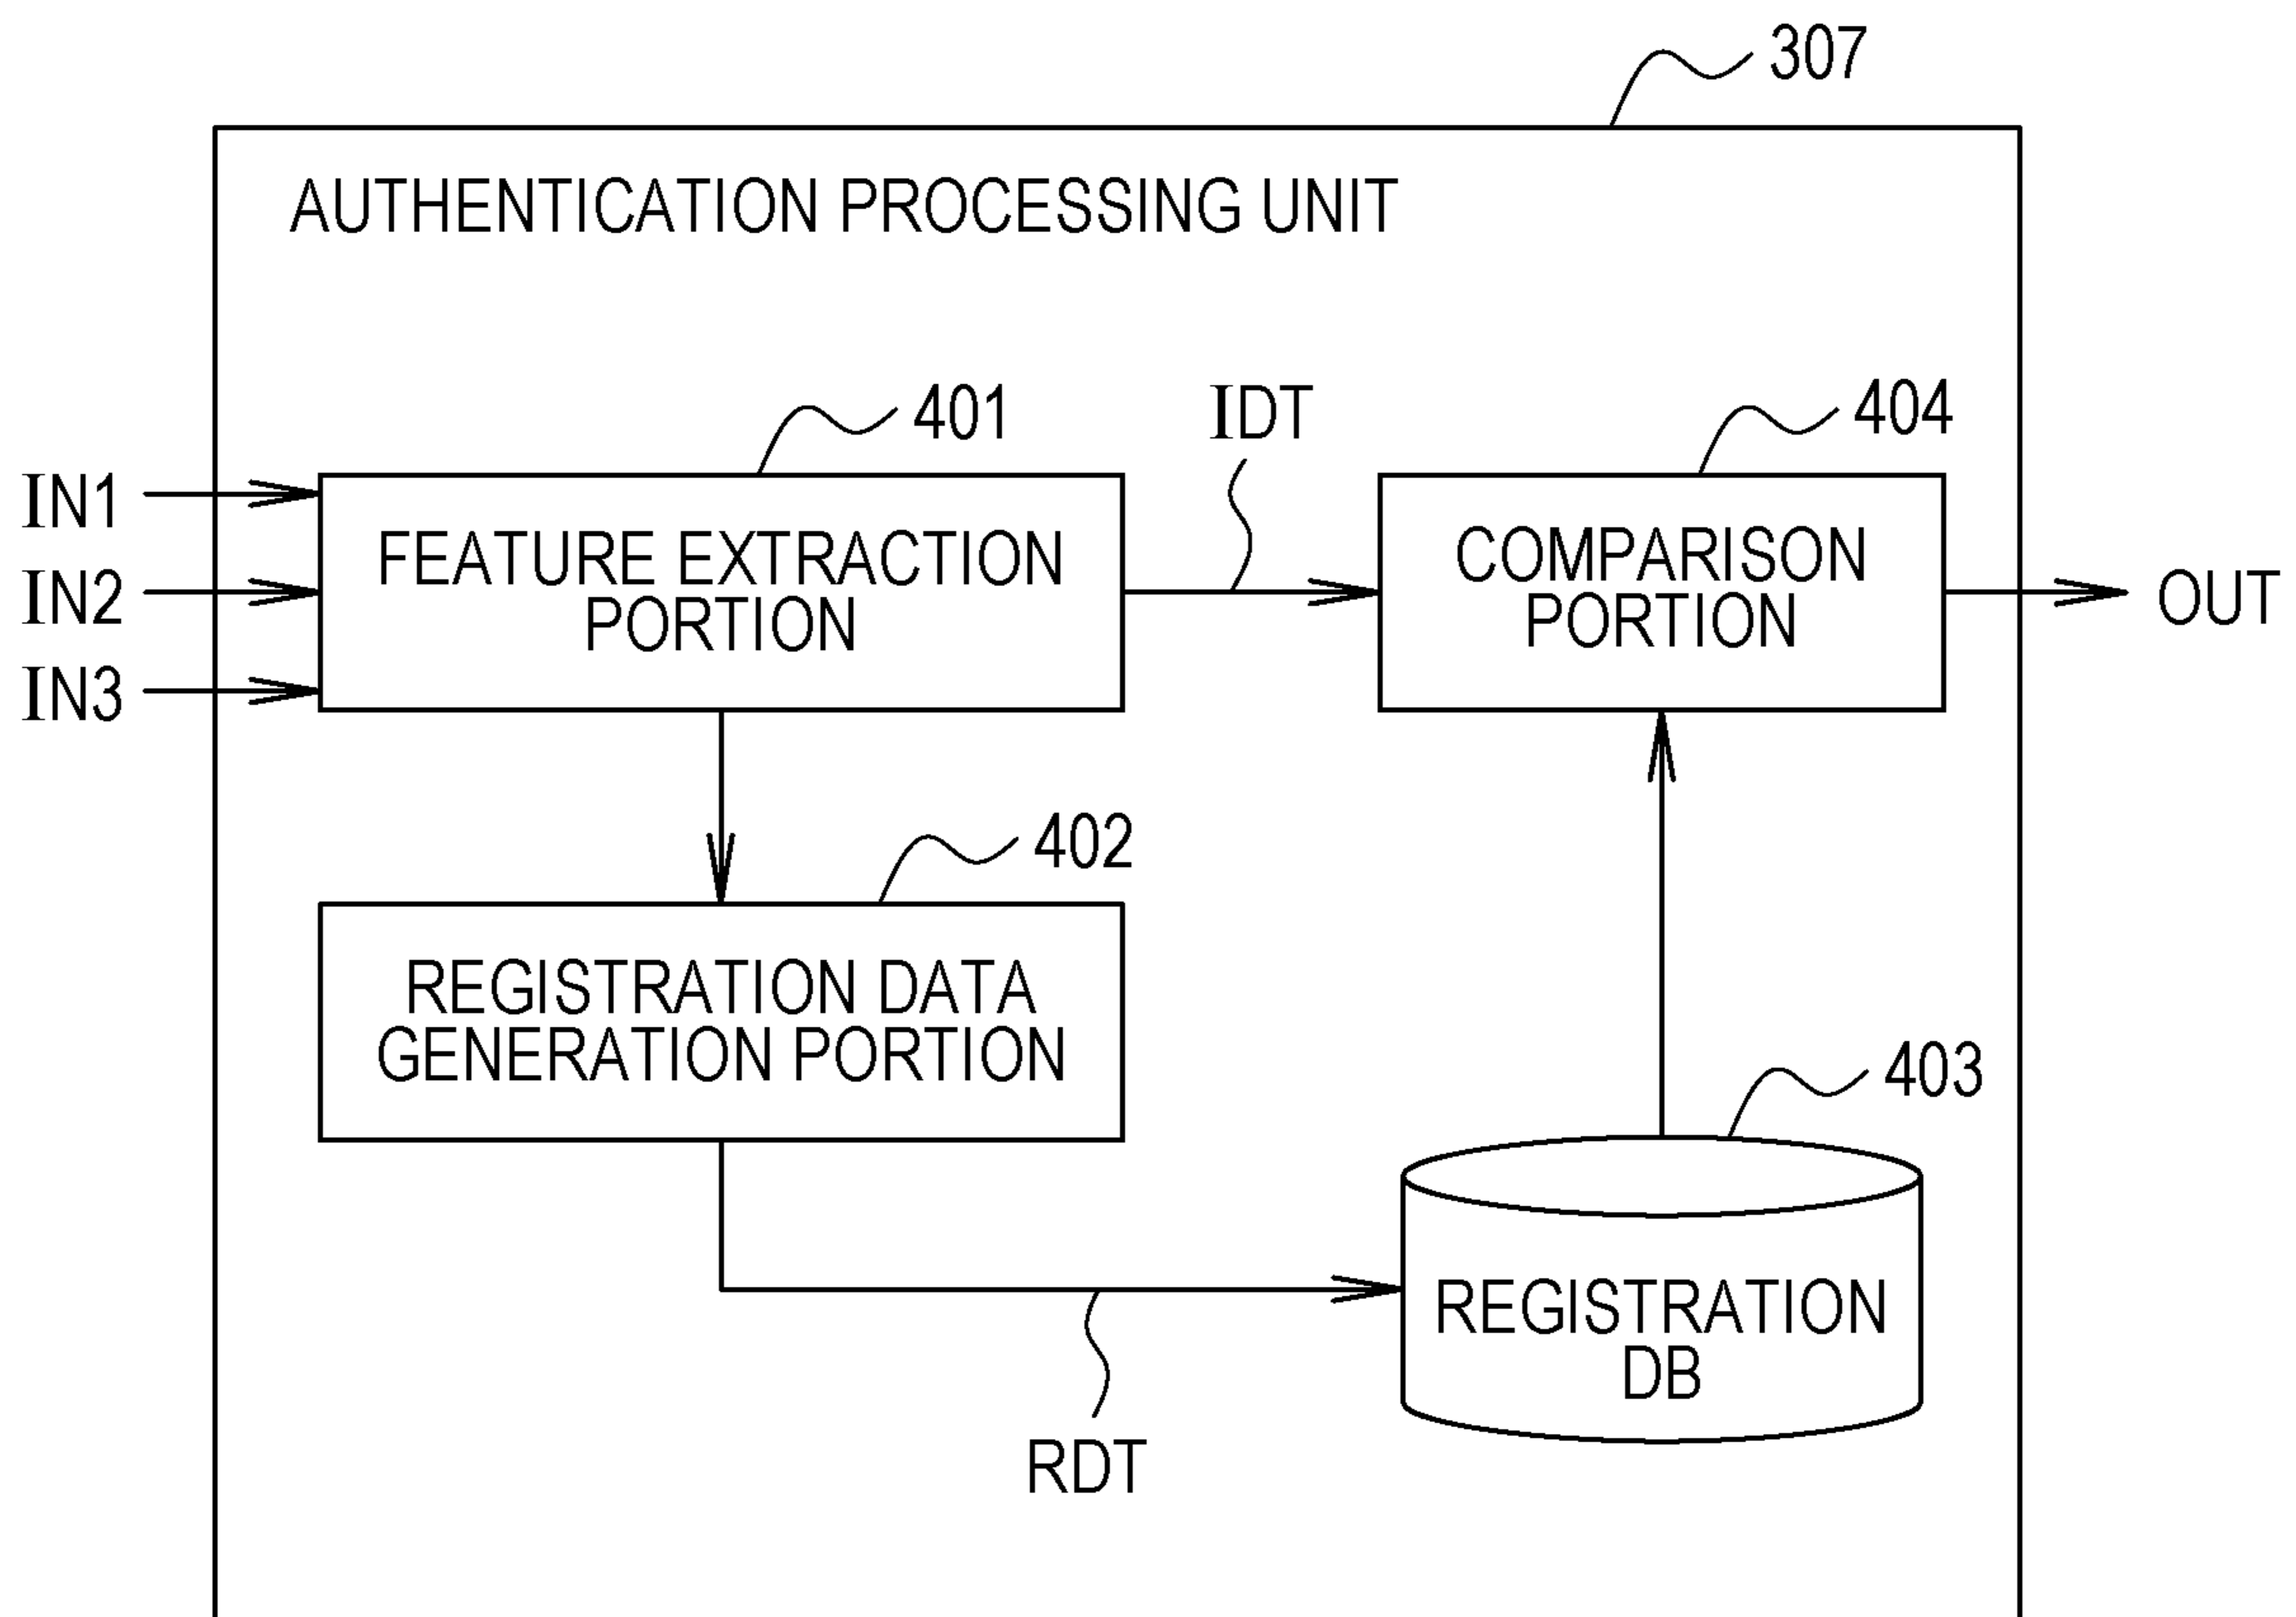 307
AUTHENTICATION PROCESSING UNIT
401
IDT
404
IN1
IN2
IN3
FEATURE EXTRACTION
PORTION
COMPARISON
PORTION
OUT
402
REGISTRATION DATA
GENERATION PORTION
403
REGISTRATION
DB
RDT